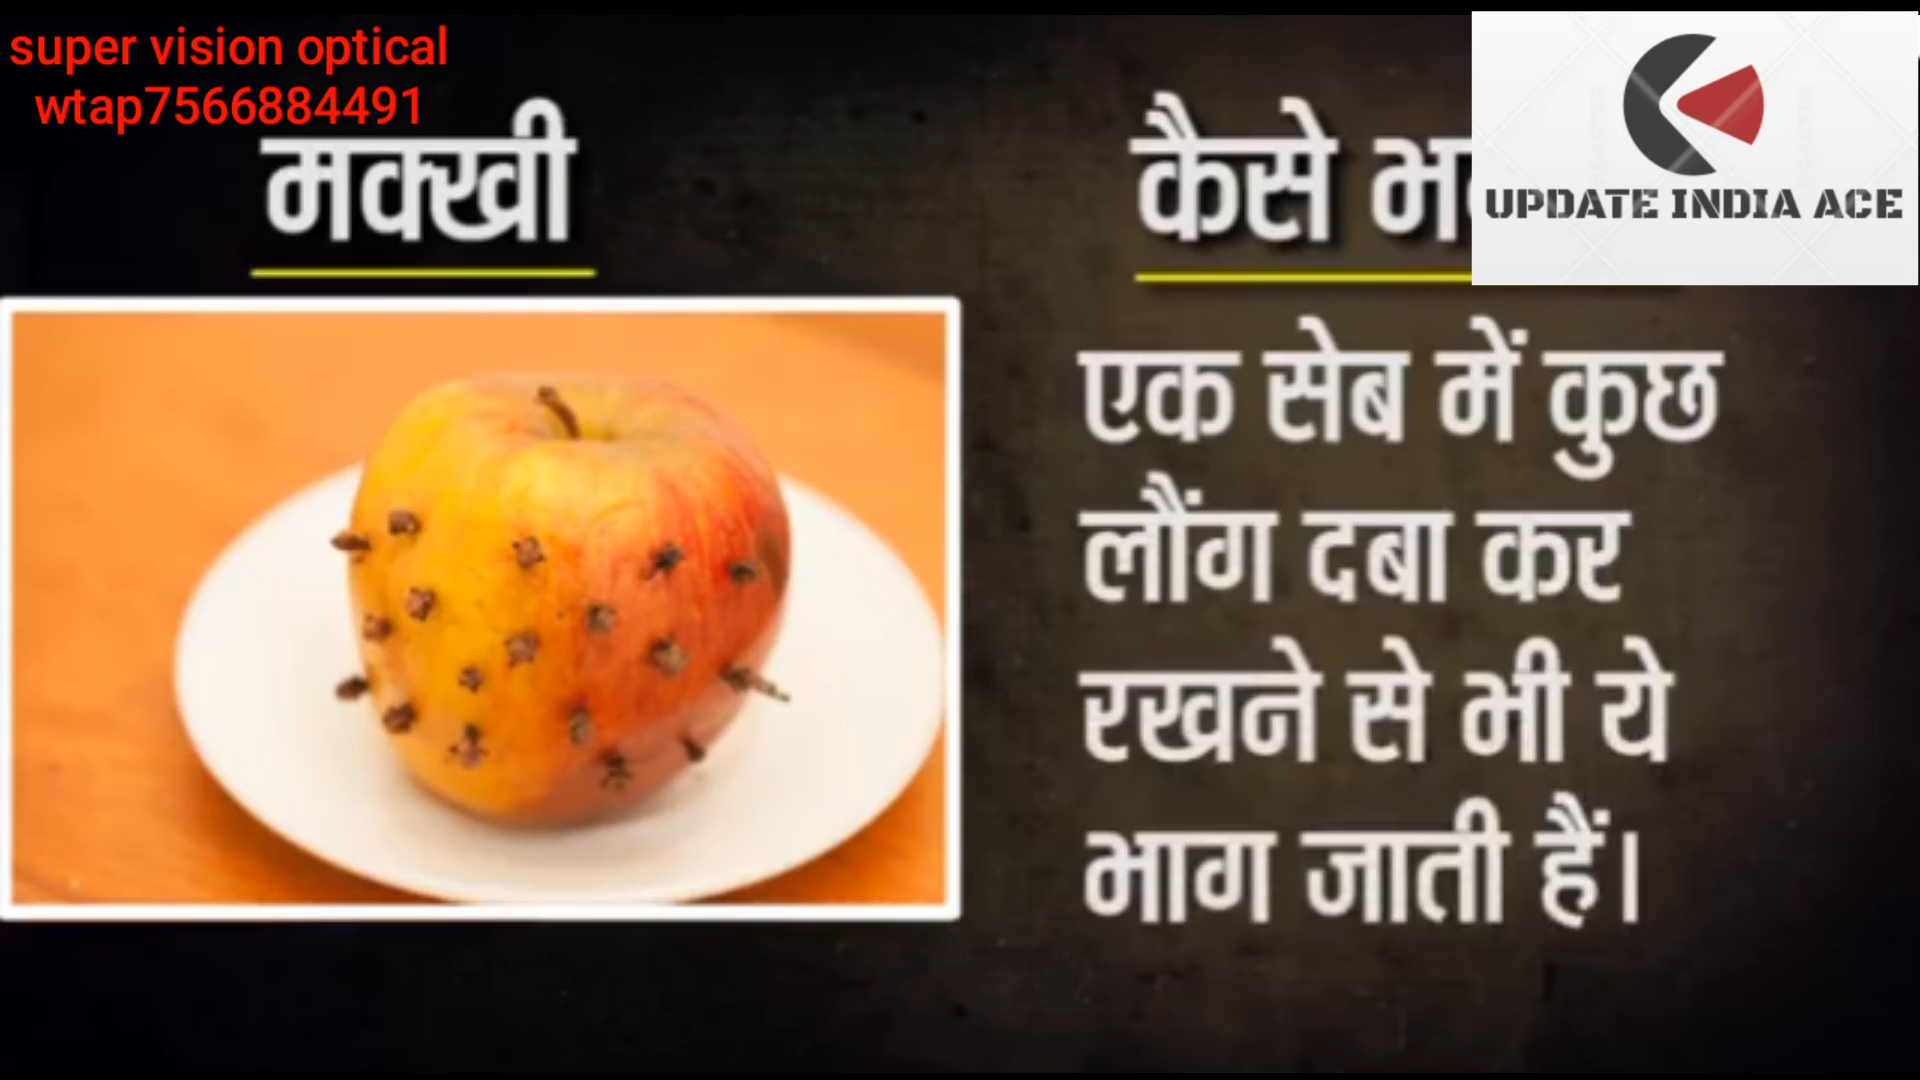 super vision optical
wtap7566884491
मक्खी
कैसे
UPDATE INDIA ACE
एक सेब में कुछ
लौंग दबा कर
रखने से भी ये
भाग जाती हैं।